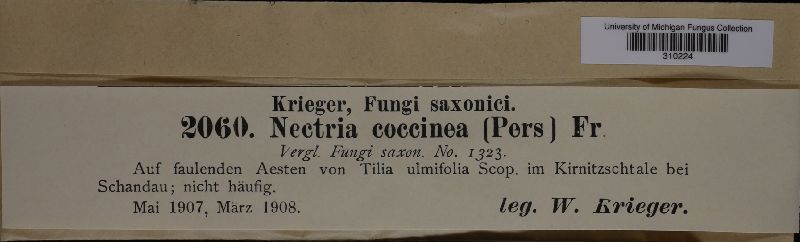 University of Michigan Fungus Collection
310224
Krieger, Fungi saxonici.
2060. Nectria coccinea (Pers) Fr.
Vergl. Fungi saxon. No. 1323.
Auf faulenden Aesten von Tilia ulmifolia Scop. im Kirnitzschtale bei
Schandau; nicht häufig.
Mai 1907, März 1908.
leg. W. Krieger.